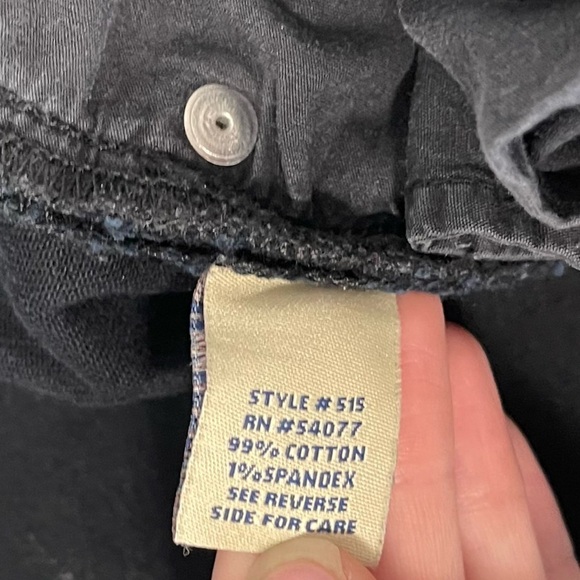 STYLE # 515
RN #54077
99% COTTON
1% SPANDEX
SEE REVERSE
SIDE FOR CARE